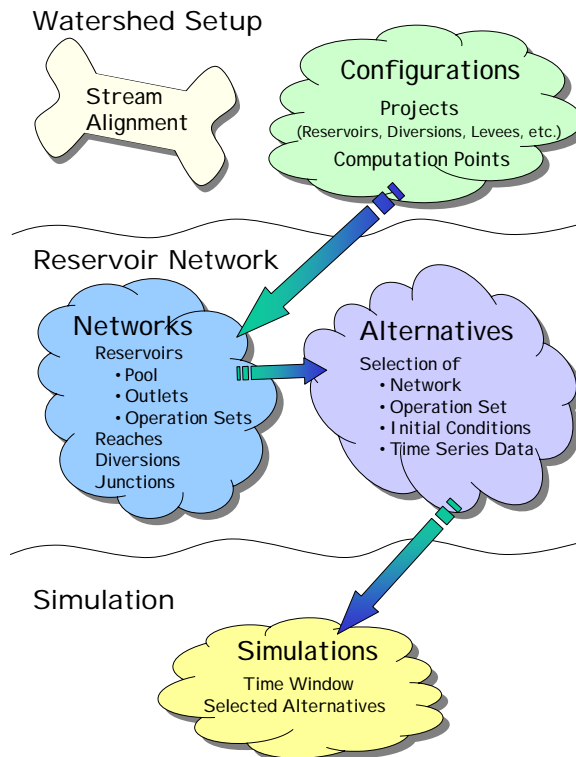 Watershed Setup
Stream
Alignment
Configurations
Projects
(Reservoirs, Diversions, Levees, etc.)
Computation Points
Reservoir Network
Networks
Reservoirs
• Pool
• Outlets
• Operation Sets
Reaches
Diversions
Junctions
Alternatives
Selection of
• Network
• Operation Set
• Initial Conditions
• Time Series Data
Simulation
Simulations
Time Window
Selected Alternatives